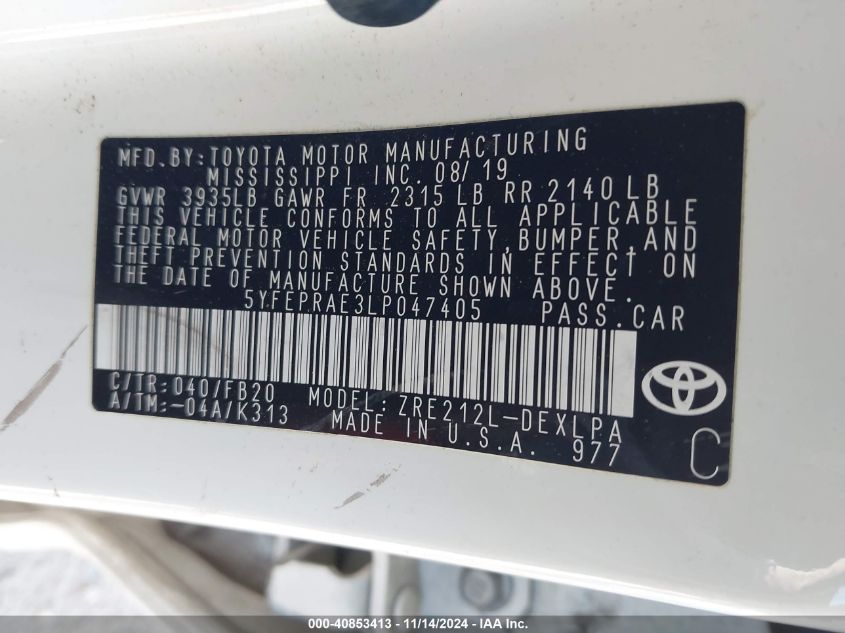 MFD. BY: TOYOTA MOTOR MANUFACTURING
MISSISSIPPI INC. 08/19
GVWR 3935LB GAWR FR 2315 LB RR 2140 LB
THIS VEHICLE CONFORMS TO ALL APPLICABLE
FEDERAL MOTOR VEHICLE SAFETY, BUMPER, AND
THEFT PREVENTION STANDARDS IN EFFECT ON
THE DATE OF MANUFACTURE SHOWN ABOVE.
5YFEPRAE3LP047405 PASS. CAR
C/TR: 040/FB20 MODEL: ZRE212L-DEXLPA
A/TM: -04A/K313 MADE IN U.S.A. 977
C
000-40853413 - 11/14/2024 - IAA Inc.